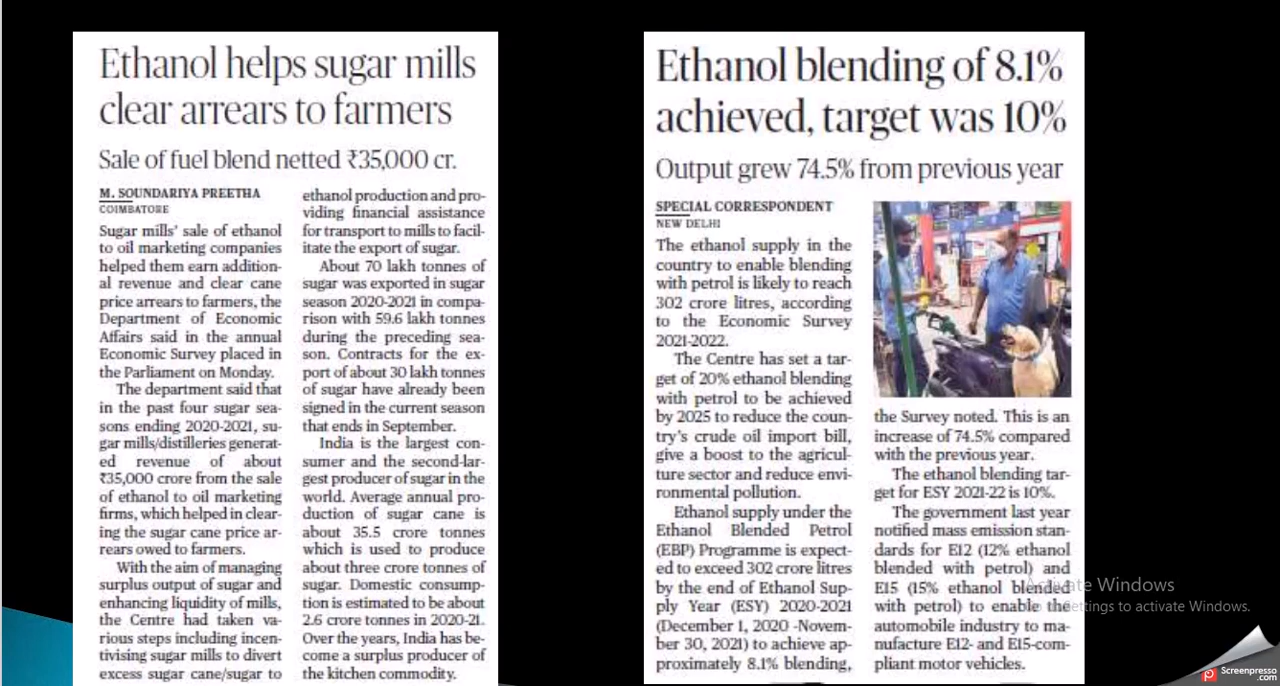 Ethanol helps sugar mills
clear arrears to farmers
Sale of fuel blend netted ₹35,000 cr.
M. SOUNDARIYA PREETHA
COIMBATORE
Sugar mills' sale of ethanol
to oil marketing companies
helped them earn addition-
al revenue and clear cane
price arrears to farmers, the
Department of Economic
Affairs said in the annual
Economic Survey placed in
the Parliament on Monday.
The department said that
in the past four sugar sea-
sons ending 2020-2021, su-
gar mills/distilleries generat-
ed revenue of about
₹35,000 crore from the sale
of ethanol to oil marketing
firms, which helped in clear-
ing the sugar cane price ar-
rears owed to farmers.
With the aim of managing
surplus output of sugar and
enhancing liquidity of mills,
the Centre had taken va-
rious steps including incen-
tivising sugar mills to divert
excess sugar cane/sugar to
ethanol production and pro-
viding financial assistance
for transport to mills to facil-
itate the export of sugar.
About 70 lakh tonnes of
sugar was exported in sugar
season 2020-2021 in compa-
rison with 59.6 lakh tonnes
during the preceding sea-
son. Contracts for the ex-
port of about 30 lakh tonnes
of sugar have already been
signed in the current season
that ends in September.
India is the largest con-
sumer and the second-lar-
gest producer of sugar in the
world. Average annual pro-
duction of sugar cane is
about 35.5 crore tonnes
which is used to produce
about three crore tonnes of
sugar. Domestic consump-
tion is estimated to be about
2.6 crore tonnes in 2020-21.
Over the years, India has be-
come a surplus producer of
the kitchen commodity.
Ethanol blending of 8.1%
achieved, target was 10%
Output grew 74.5% from previous year
SPECIAL CORRESPONDENT
NEW DELHI
The ethanol supply in the
country to enable blending
with petrol is likely to reach
302 crore litres, according
to the Economic Survey
2021-2022.
The Centre has set a tar-
get of 20% ethanol blending
with petrol to be achieved
by 2025 to reduce the coun-
try's crude oil import bill,
give a boost to the agricul-
ture sector and reduce envi-
ronmental pollution.
Ethanol supply under the
Ethanol Blended Petrol
(EBP) Programme is expect-
ed to exceed 302 crore litres
by the end of Ethanol Sup-
ply Year (ESY) 2020-2021
(December 1, 2020 -Novem-
ber 30, 2021) to achieve ap-
proximately 8.1% blending,
the Survey noted. This is an
increase of 74.5% compared
with the previous year.
The ethanol blending tar-
get for ESY 2021-22 is 10%.
The government last year
notified mass emission stan-
dards for E12 (12% ethanol
blended with petrol) and
E15 (15% ethanol blended
with petrol) to enable the
automobile industry to ma-
nufacture E12- and E15-com-
pliant motor vehicles.
Activate Windows
to settings to activate Windows.
Screenpresso
.com